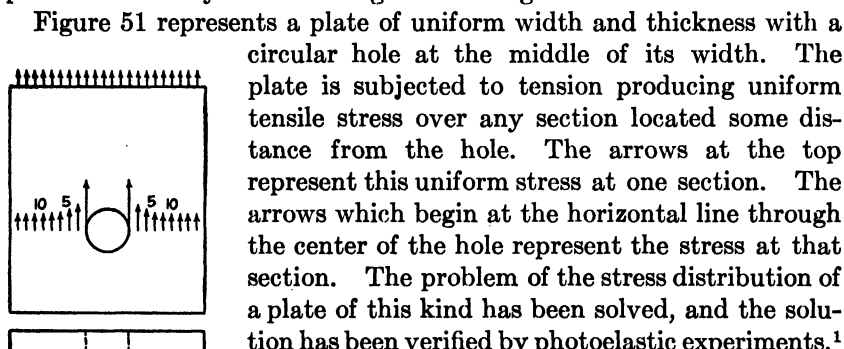 Figure 51 represents a plate of uniform width and thickness with a
circular hole at the middle of its width. The
plate is subjected to tension producing uniform
tensile stress over any section located some dis-
tance from the hole. The arrows at the top
represent this uniform stress at one section. The
arrows which begin at the horizontal line through
the center of the hole represent the stress at that
section. The problem of the stress distribution of
a plate of this kind has been solved, and the solu-
tion has been verified by photoelastic experiments.¹
10 5 5 10